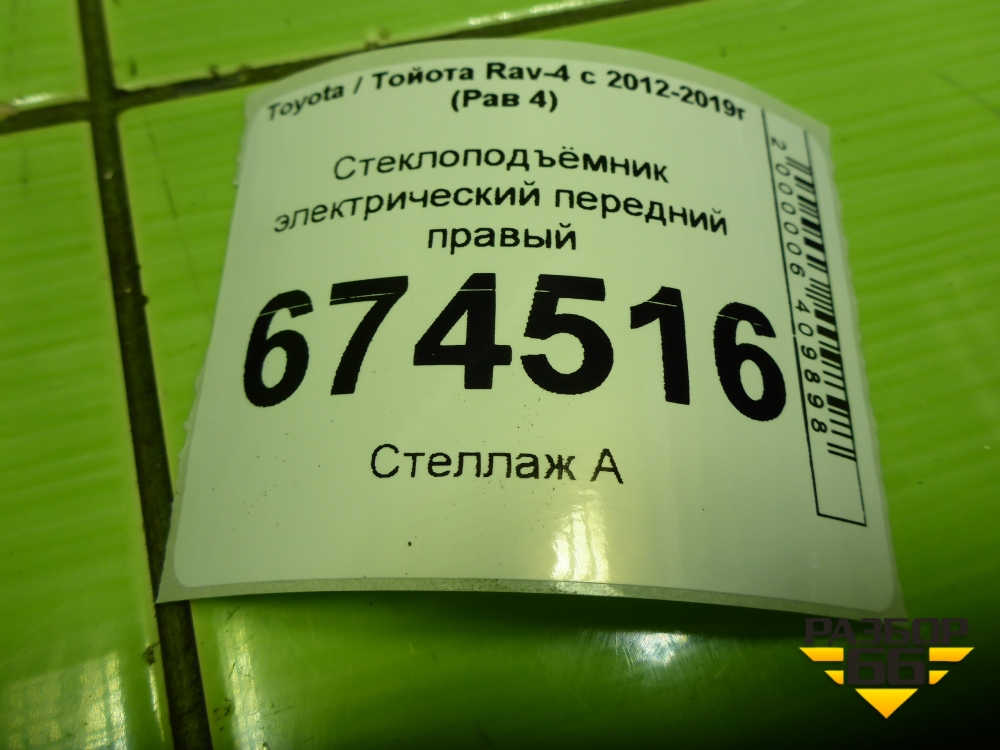 Toyota / Тойота Rav-4 с 2012-2019г
(Рав 4)
Стеклоподъёмник
электрический передний
правый
674516
Стеллаж А
2000006409898
РАЗБОР
66